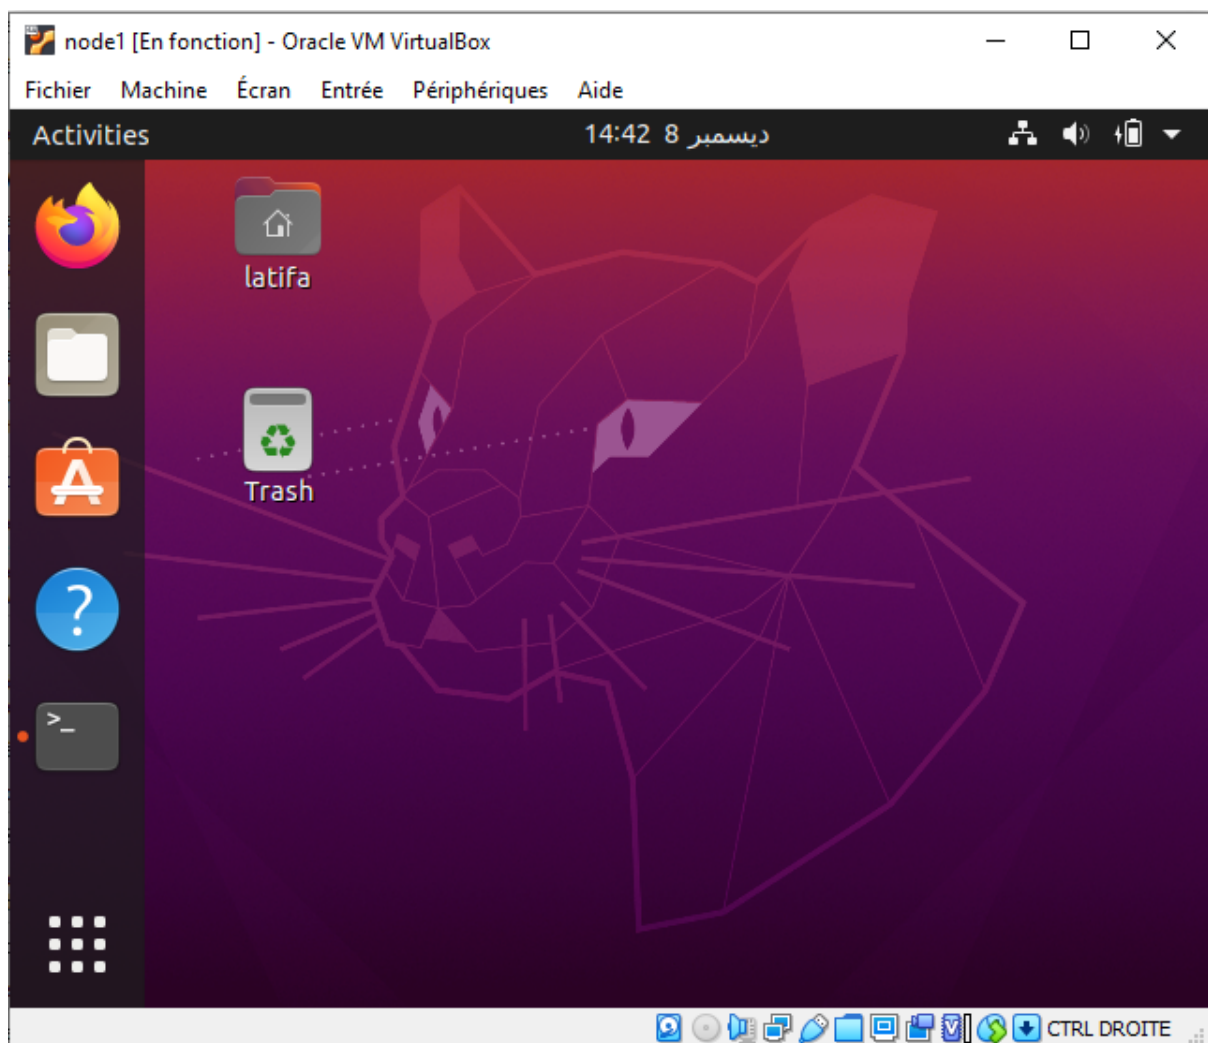 node1 [En fonction] - Oracle VM VirtualBox
Fichier Machine Écran Entrée Périphériques Aide
Activities
14:42 8 ديسمبر
latifa
Trash
CTRL DROITE